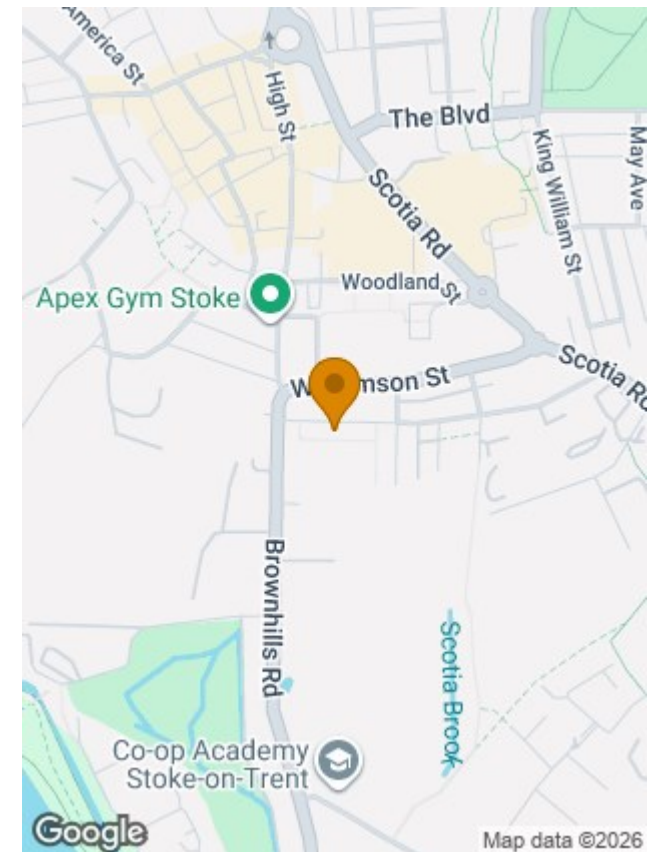 America St
High St
The Blvd
King William St
May Ave
Scotia Rd
Woodland St
Apex Gym Stoke
Scotia Rd
Brownhills Rd
Scotia Brook
Co-op Academy
Stoke-on-Trent
Google
Map data ©2026